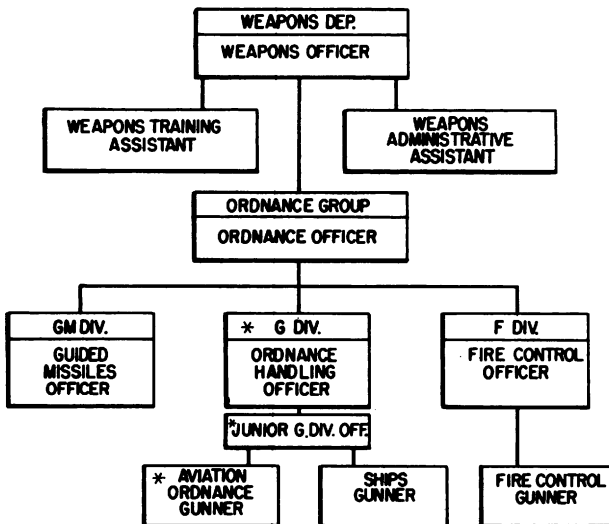 WEAPONS DEP.
WEAPONS OFFICER
WEAPONS TRAINING
ASSISTANT
WEAPONS
ADMINISTRATIVE
ASSISTANT
ORDNANCE GROUP
ORDNANCE OFFICER
GM DIV.
GUIDED
MISSILES
OFFICER
* G DIV.
ORDNANCE
HANDLING
OFFICER
F DIV.
FIRE CONTROL
OFFICER
*JUNIOR G.DIV. OFF.
* AVIATION
ORDNANCE
GUNNER
SHIPS
GUNNER
FIRE CONTROL
GUNNER